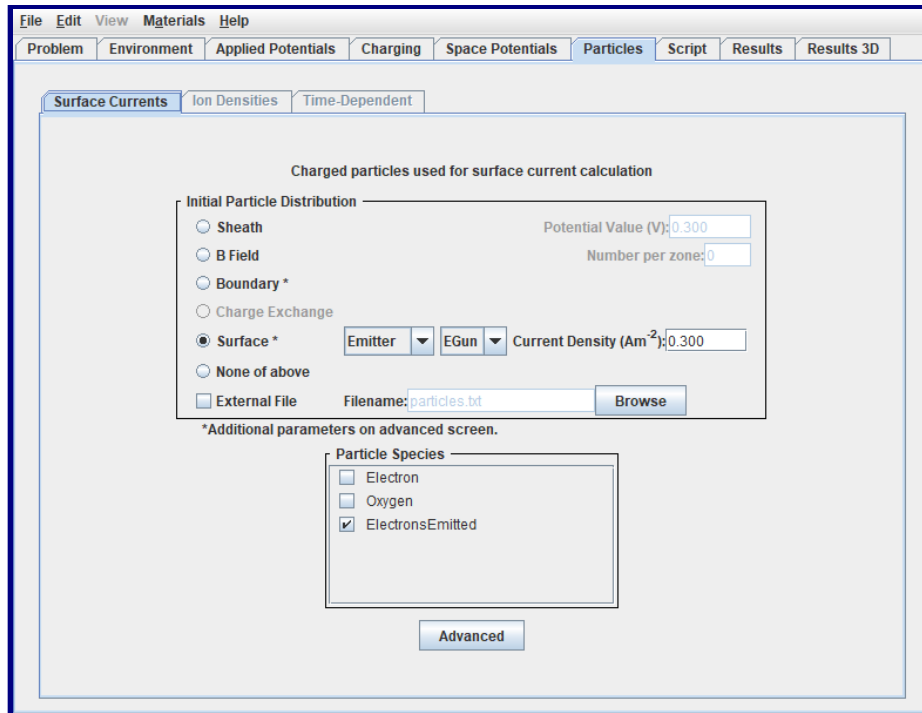 File Edit View Materials Help
Problem Environment Applied Potentials Charging Space Potentials Particles Script Results Results 3D
Surface Currents Ion Densities Time-Dependent
Charged particles used for surface current calculation
Initial Particle Distribution
Sheath Potential Value (V): 0.300
B Field Number per zone: 0
Boundary *
Charge Exchange
Surface * Emitter EGun Current Density (Am⁻²): 0.300
None of above
External File Filename: particles.txt Browse
*Additional parameters on advanced screen.
Particle Species
Electron
Oxygen
ElectronsEmitted
Advanced